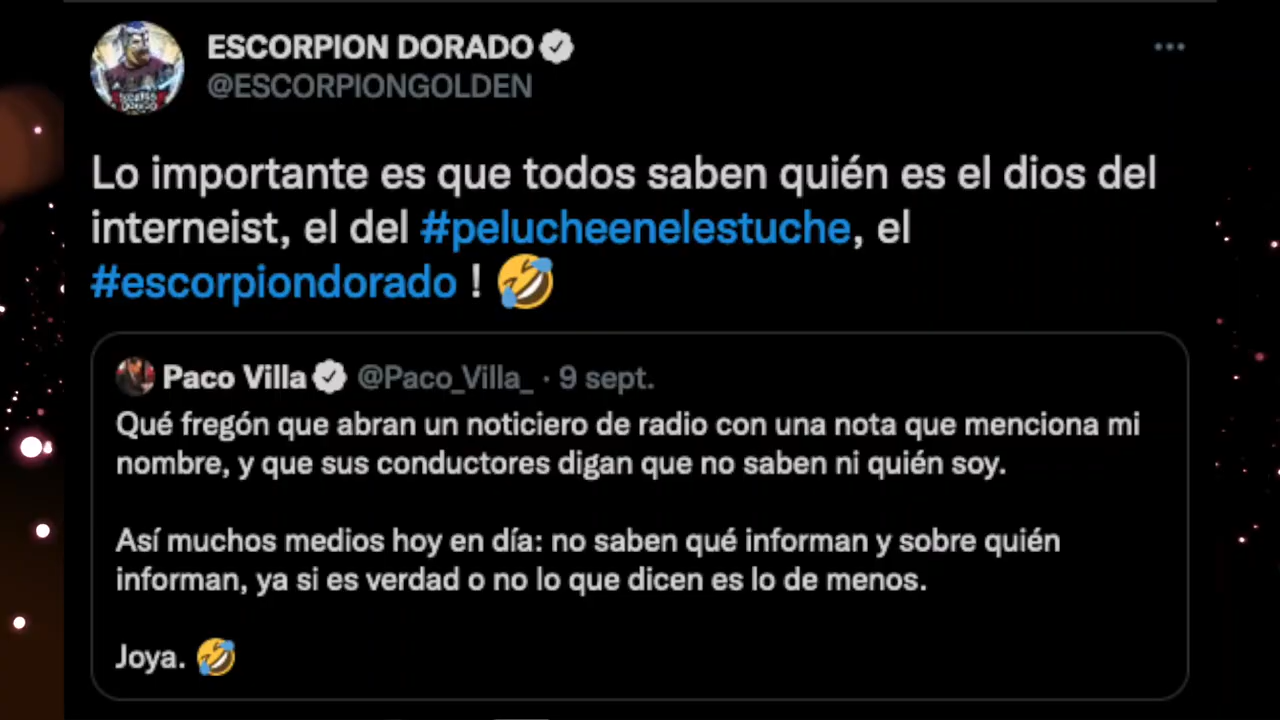 ESCORPION DORADO
@ESCORPIONGOLDEN
Lo importante es que todos saben quién es el dios del
interneist, el del #pelucheenelestuche, el
#escorpiondorado ! 🤣
Paco Villa @Paco_Villa_ · 9 sept.
Qué fregón que abran un noticiero de radio con una nota que menciona mi
nombre, y que sus conductores digan que no saben ni quién soy.
Así muchos medios hoy en día: no saben qué informan y sobre quién
informan, ya si es verdad o no lo que dicen es lo de menos.
Joya. 🤣